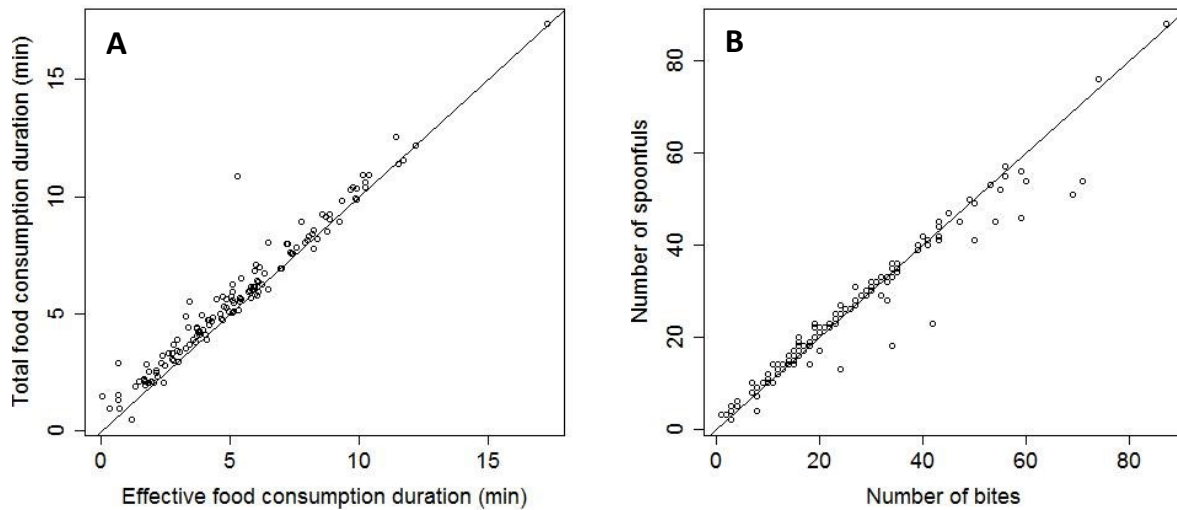 A
Total food consumption duration (min)
15
10
5
0
0 5 10 15
Effective food consumption duration (min)
B
Number of spoonfuls
80
60
40
20
0
0 20 40 60 80
Number of bites